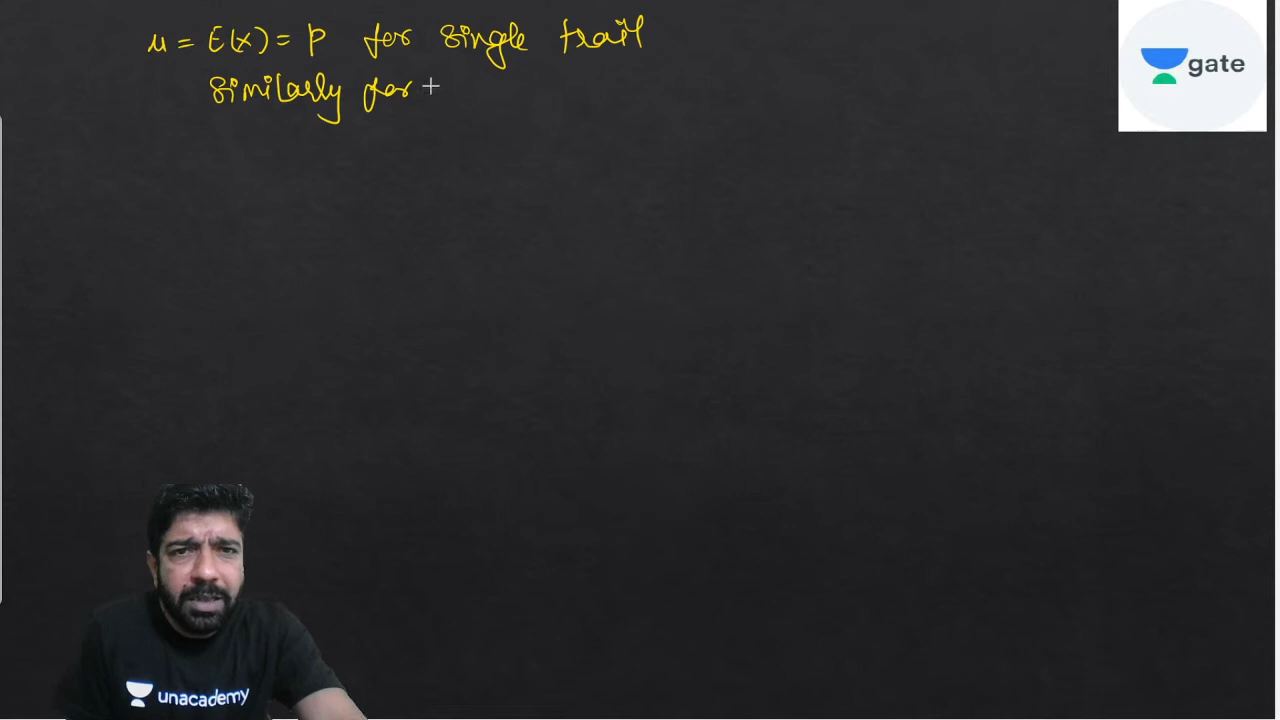 μ = E(x) = p for single trail
Similarly for
gate
unacademy